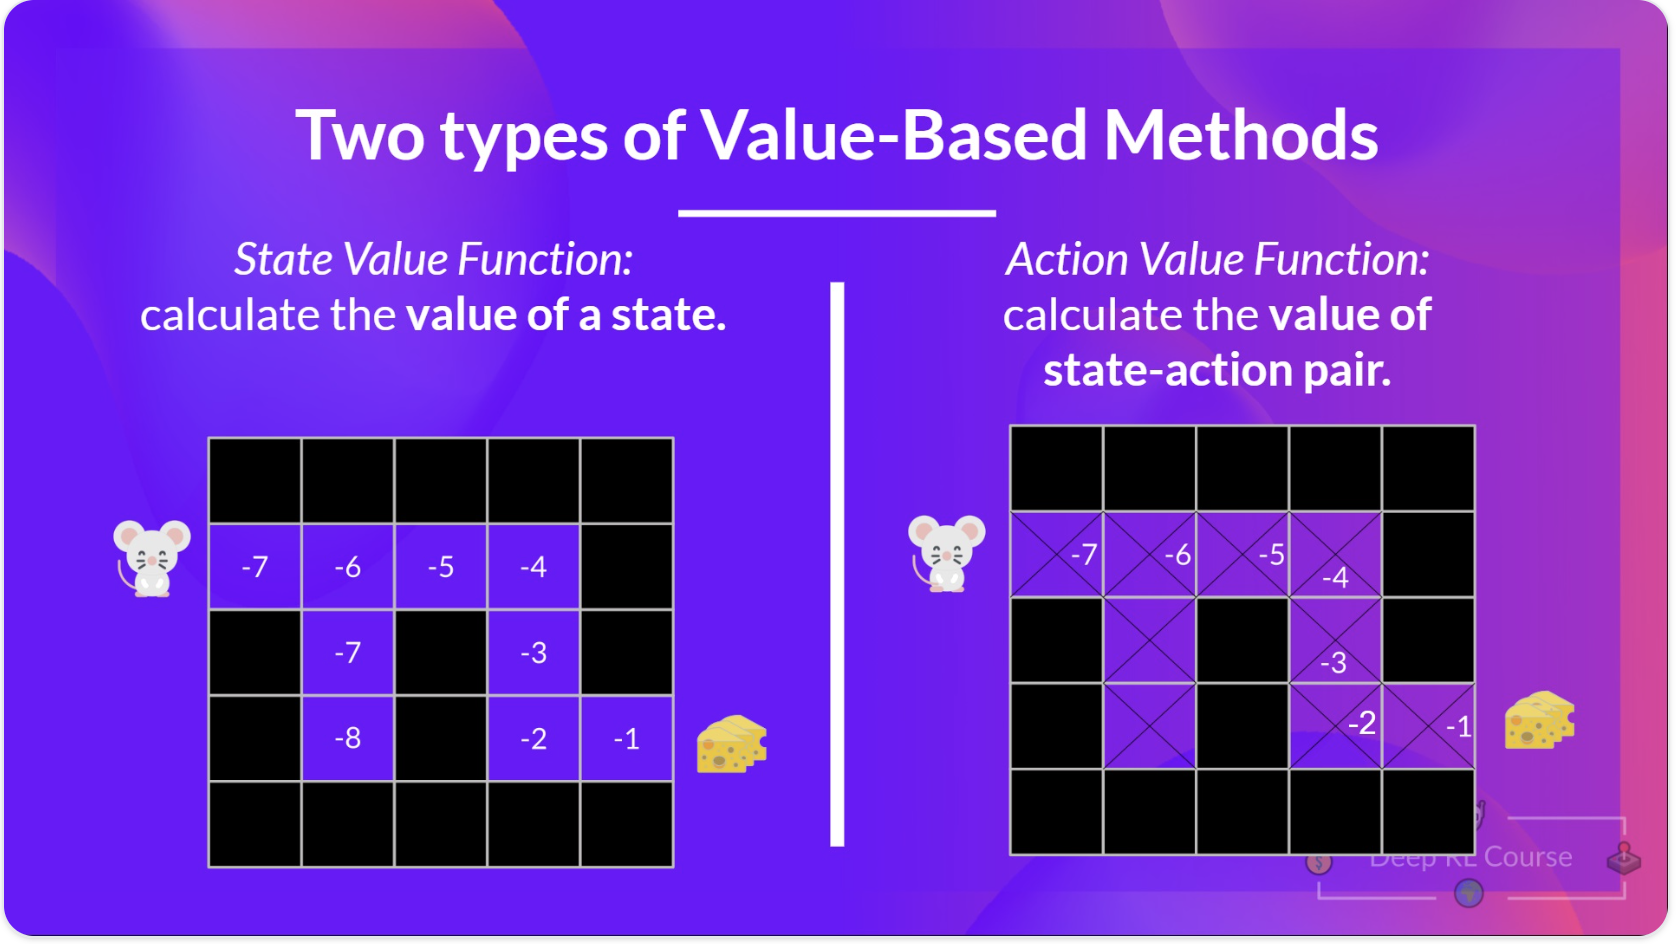 Two types of Value-Based Methods
State Value Function:
calculate the value of a state.
-7 -6 -5 -4
-7 -3
-8 -2 -1
Action Value Function:
calculate the value of
state-action pair.
-7 -6 -5 -4
-3
-2 -1
Deep RL Course